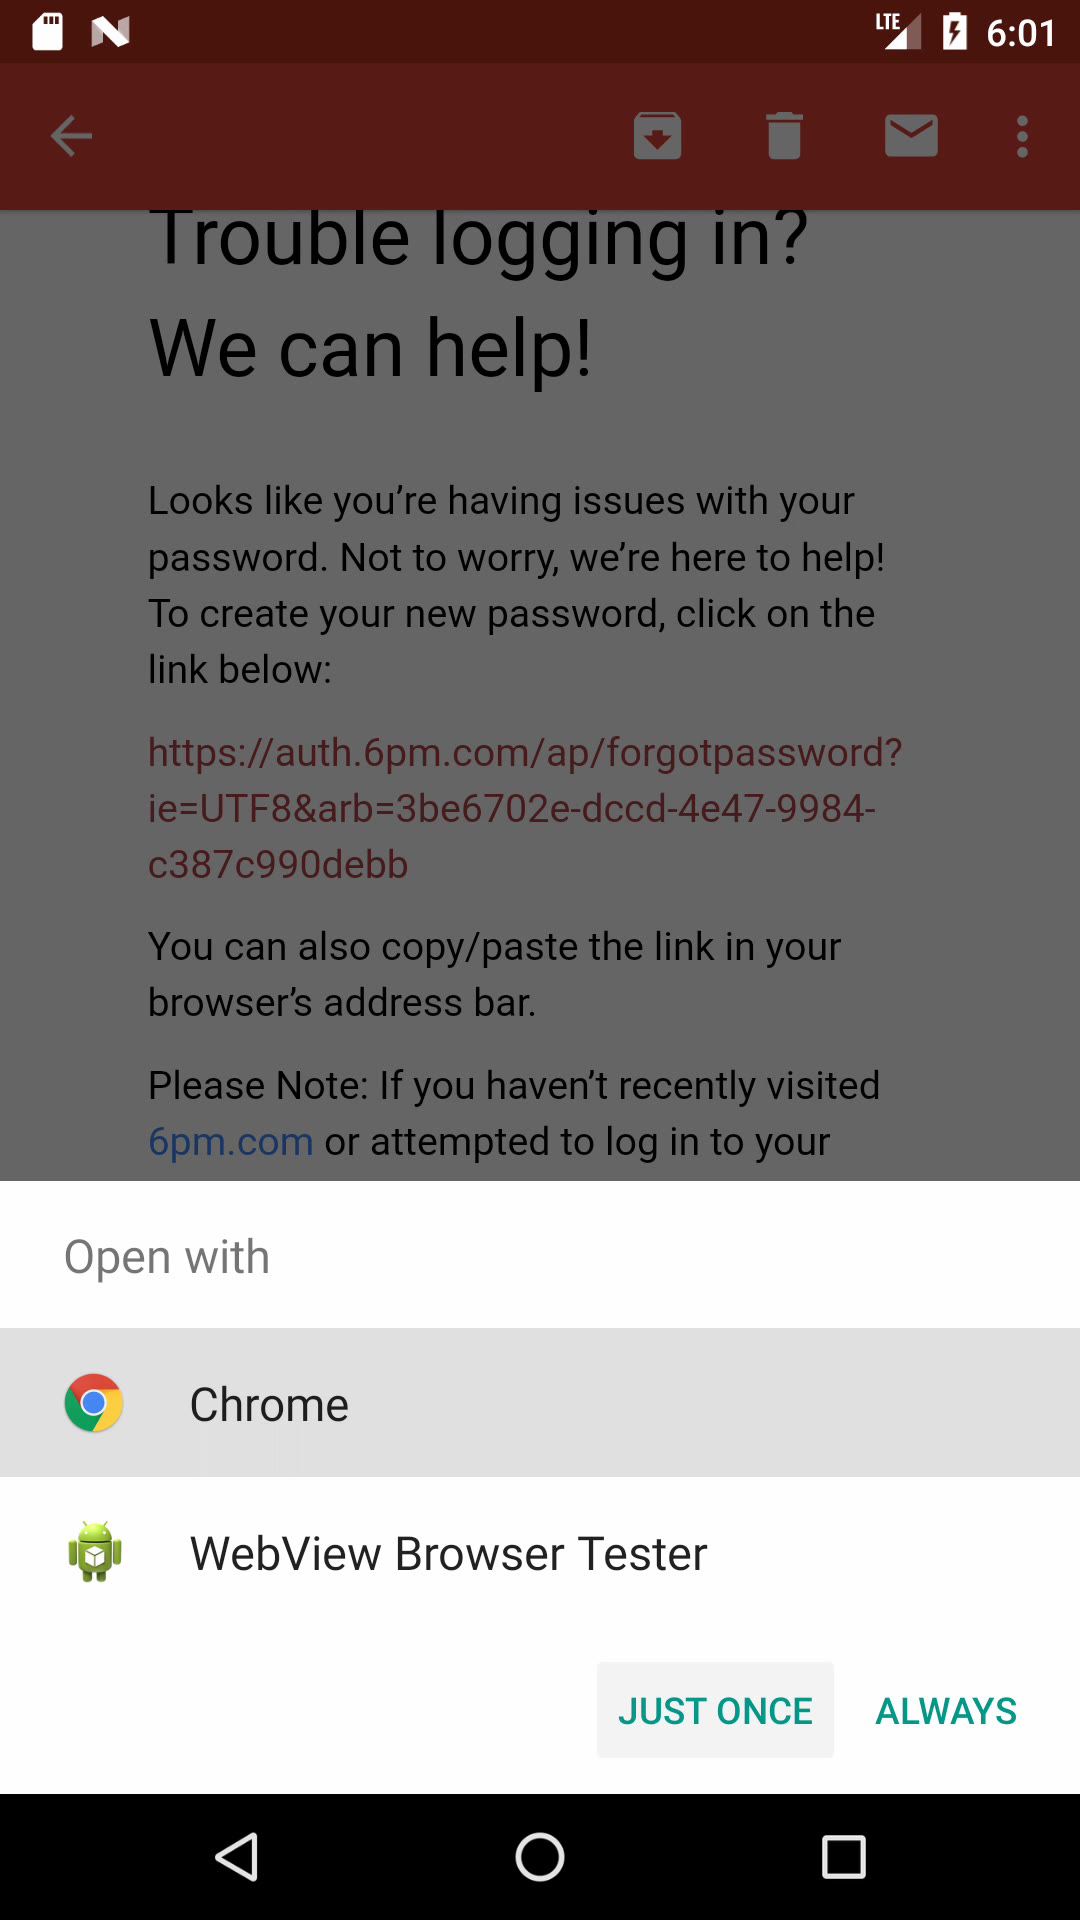 LTE 6:01
Trouble logging in?
We can help!
Looks like you’re having issues with your
password. Not to worry, we’re here to help!
To create your new password, click on the
link below:
https://auth.6pm.com/ap/forgotpassword?
ie=UTF8&arb=3be6702e-dccd-4e47-9984-
c387c990debb
You can also copy/paste the link in your
browser’s address bar.
Please Note: If you haven’t recently visited
6pm.com or attempted to log in to your
Open with
Chrome
WebView Browser Tester
JUST ONCE ALWAYS